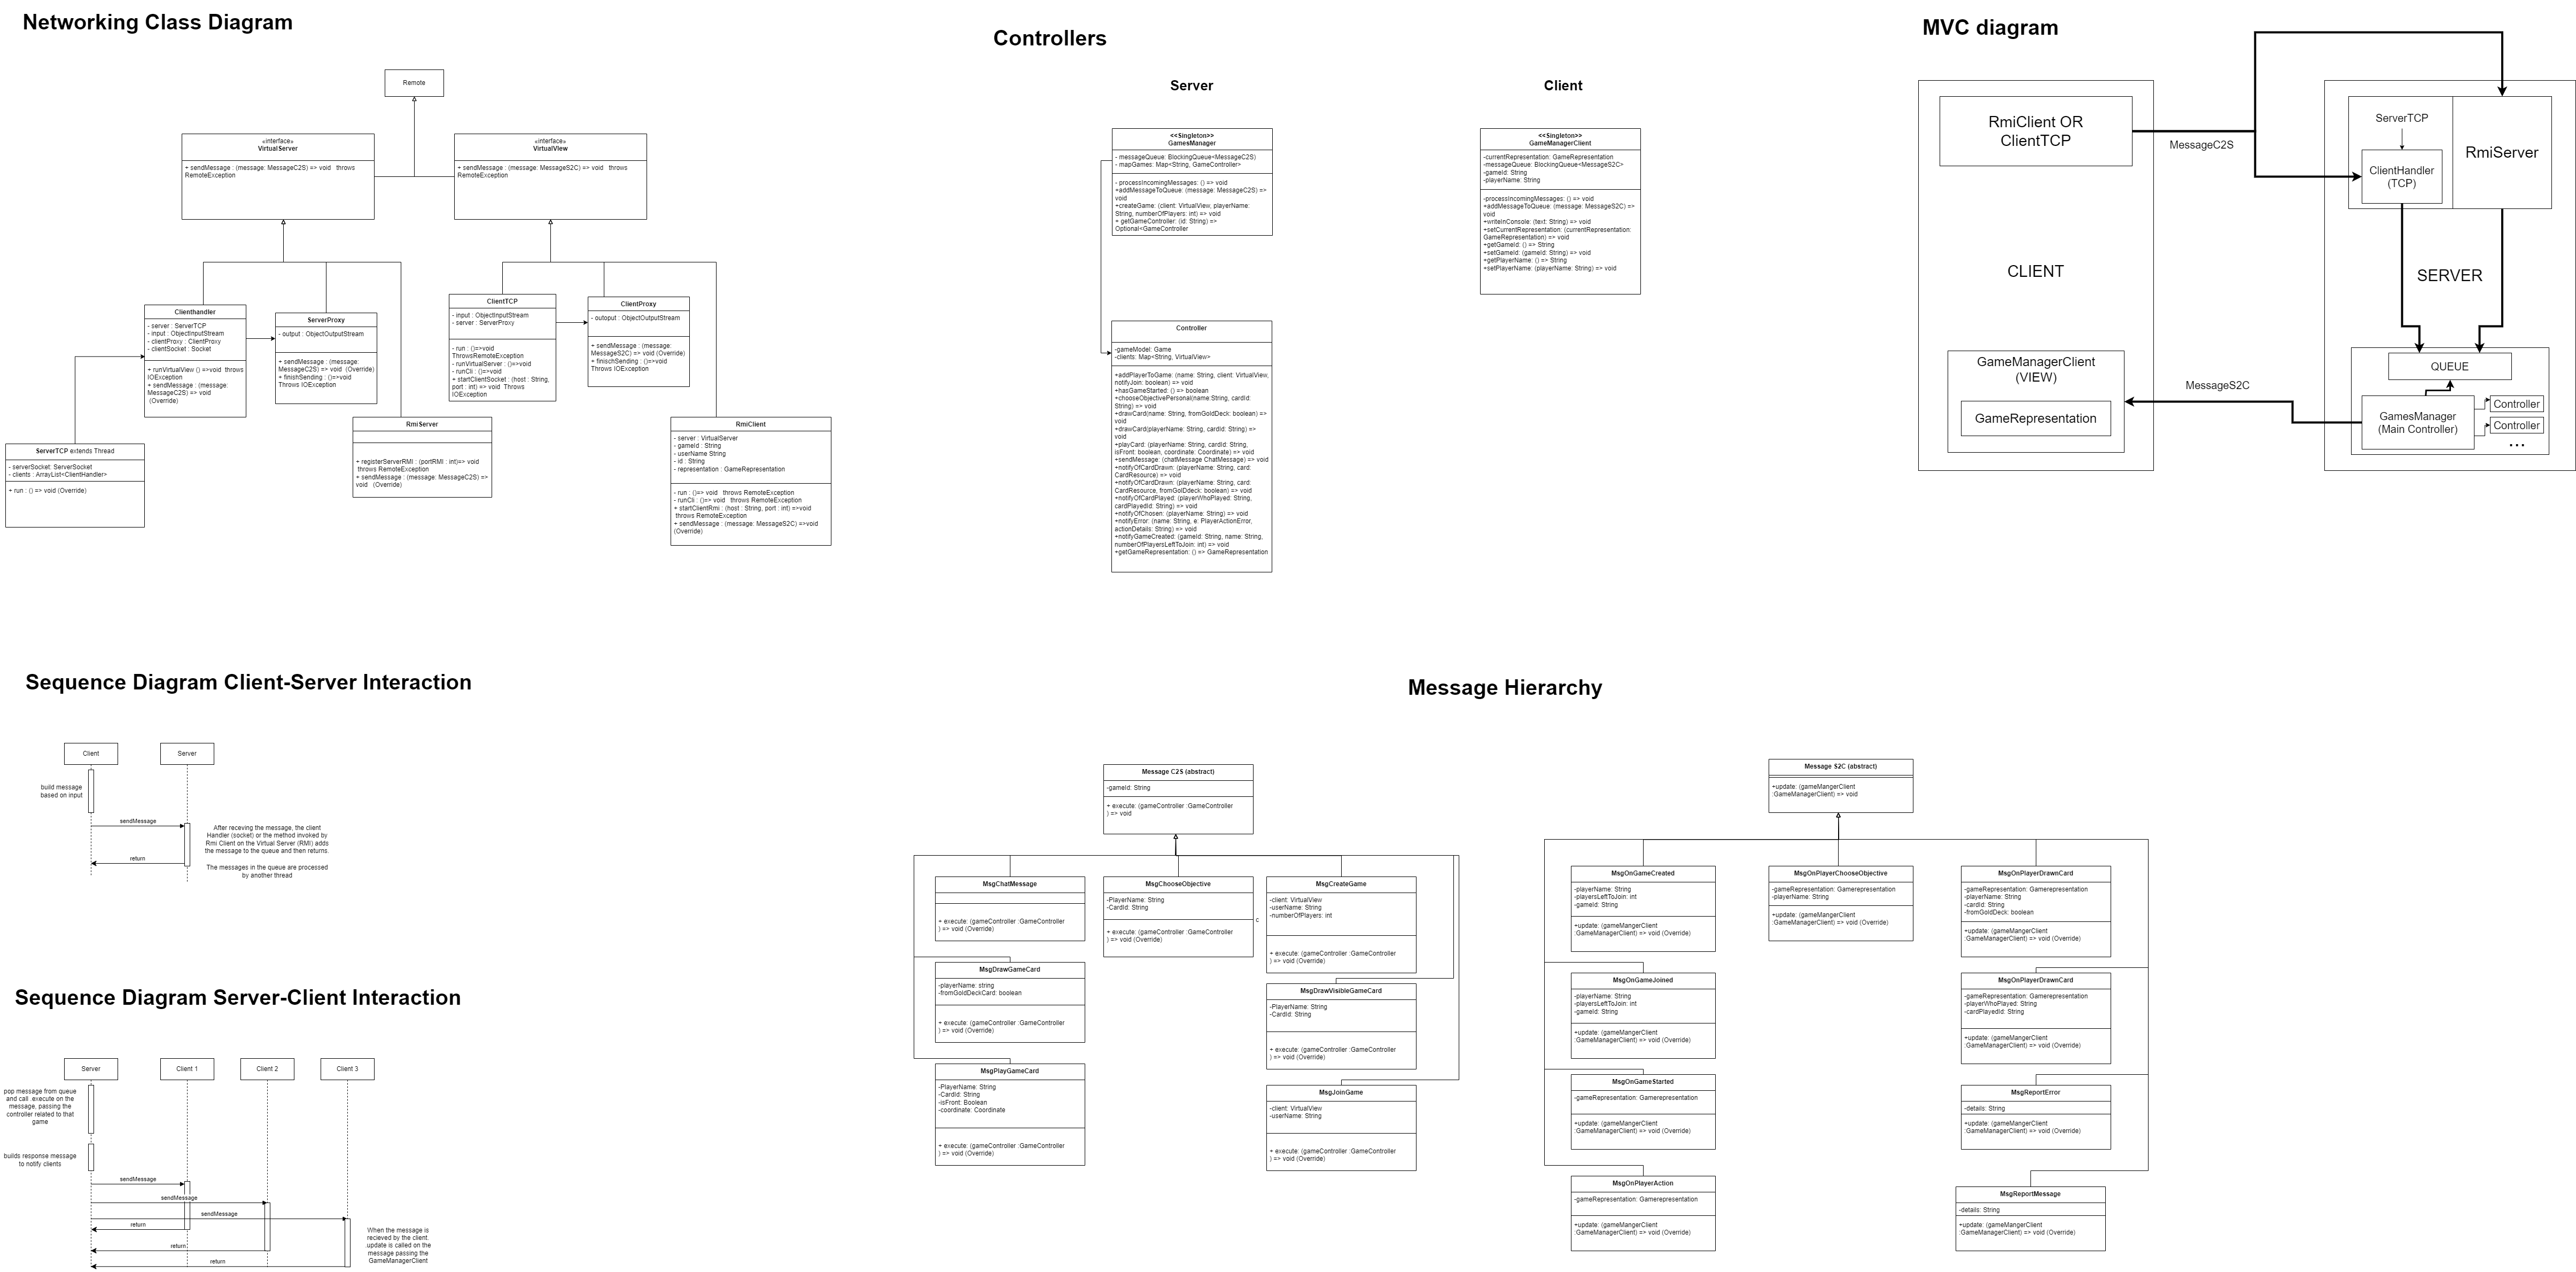 Networking Class Diagram
Remote
«interface»
VirtualServer
+ sendMessage : (message: MessageC2S) => void   throws
RemoteException
«interface»
VirtualView
+ sendMessage : (message: MessageS2C) => void   throws
RemoteException
Clienthandler
- server : ServerTCP
- input : ObjectInputStream
- clientProxy : ClientProxy
- clientSocket : Socket
+ runVirtualView () =>void  throws
IOException
+ sendMessage : (message:
MessageC2S) => void
(Override)
ServerProxy
- output : ObjectOutputStream
+ sendMessage : (message:
MessageC2S) => void  (Override)
+ finishSending : ()=>void
Throws IOException
ClientTCP
- input : ObjectInputStream
- server : ServerProxy
- run : ()=>void
ThrowsRemoteException
- runVirtualServer : ()=>void
- runCli : ()=>void
+ startClientSocket : (host : String,
port : int) => void  Throws
IOException
ClientProxy
- outoput : ObjectOutputStream
+ sendMessage : (message:
MessageS2C) => void (Override)
+ finischSending : ()=>void
Throws IOException
ServerTCP extends Thread
- serverSocket: ServerSocket
- clients : ArrayList<ClientHandler>
+ run : () => void (Override)
RmiServer
+ registerServerRMI : (portRMI : int)=> void
throws RemoteException
+ sendMessage : (message: MessageC2S) =>
void   (Override)
RmiClient
- server : VirtualServer
- gameId : String
- userName String
- id : String
- representation : GameRepresentation
- run : ()=> void   throws RemoteException
- runCli : ()=> void   throws RemoteException
+ startClientRmi : (host : String, port : int) =>void
throws RemoteException
+ sendMessage : (message: MessageS2C) =>void
(Override)
Controllers
Server
Client
<<Singleton>>
GamesManager
- messageQueue: BlockingQueue<MessageC2S)
- mapGames: Map<String, GameController>
- processIncomingMessages: () => void
+addMessageToQueue: (message: MessageC2S) =>
void
+createGame: (client: VirtualView, playerName:
String, numberOfPlayers: int) => void
+ getGameController: (id: String) =>
Optional<GameController
<<Singleton>>
GameManagerClient
-currentRepresentation: GameRepresentation
-messageQueue: BlockingQueue<MessageS2C>
-gameId: String
-playerName: String
-processIncomingMessages: () => void
+addMessageToQueue: (message: MessageS2C) =>
void
+writeInConsole: (text: String) => void
+setCurrentRepresentation: (currentRepresentation:
GameRepresentation) => void
+getGameId: () => String
+setGameId: (gameId: String) => void
+getPlayerName: () => String
+setPlayerName: (playerName: String) => void
Controller
-gameModel: Game
-clients: Map<String, VirtualView>
+addPlayerToGame: (name: String, client: VirtualView,
notifyJoin: boolean) => void
+hasGameStarted: () => boolean
+chooseObjectivePersonal(name:String, cardId:
String) => void
+drawCard(name: String, fromGoldDeck: boolean) =>
void
+drawCard(playerName: String, cardId: String) =>
void
+playCard: (playerName: String, cardId: String,
isFront: boolean, coordinate: Coordinate) => void
+sendMessage: (chatMessage ChatMessage) => void
+notifyOfCardDrawn: (playerName: String, card:
CardResource) => void
+notifyOfCardDrawn: (playerName: String, card:
CardResource, fromGolDdeck: boolean) => void
+notifyOfCardPlayed: (playerWhoPlayed: String,
cardPlayedId: String) => void
+notifyOfChosen: (playerName: String) => void
+notifyError: (name: String, e: PlayerActionError,
actionDetails: String) => void
+notifyGameCreated: (gameId: String, name: String,
numberOfPlayersLeftToJoin: int) => void
+getGameRepresentation: () => GameRepresentation
MVC diagram
RmiClient OR
ClientTCP
CLIENT
GameManagerClient
(VIEW)
GameRepresentation
MessageC2S
MessageS2C
ServerTCP
ClientHandler
(TCP)
RmiServer
SERVER
QUEUE
GamesManager
(Main Controller)
Controller
Controller
...
Sequence Diagram Client-Server Interaction
Client
Server
build message
based on input
sendMessage
return
After receving the message, the client
Handler (socket) or the method invoked by
Rmi Client on the Virtual Server (RMI) adds
the message to the queue and then returns.
The messages in the queue are processed
by another thread
Sequence Diagram Server-Client Interaction
Server
Client 1
Client 2
Client 3
pop message from queue
and call .execute on the
message, passing the
controller related to that
game
builds response message
to notify clients
sendMessage
sendMessage
sendMessage
return
return
return
When the message is
recieved by the client.
.update is called on the
message passing the
GameManagerClient
Message Hierarchy
Message C2S (abstract)
-gameId: String
+ execute: (gameController :GameController
) => void
MsgChatMessage
+ execute: (gameController :GameController
) => void (Override)
MsgChooseObjective
-PlayerName: String
-CardId: String
+ execute: (gameController :GameController
) => void (Override)
c
MsgCreateGame
-client: VirtualView
-userName: String
-numberOfPlayers: int
+ execute: (gameController :GameController
) => void (Override)
MsgDrawGameCard
-playerName: string
-fromGoldDeckCard: boolean
+ execute: (gameController :GameController
) => void (Override)
MsgDrawVisibleGameCard
-PlayerName: String
-CardId: String
+ execute: (gameController :GameController
) => void (Override)
MsgPlayGameCard
-PlayerName: String
-CardId: String
-isFront: Boolean
-coordinate: Coordinate
+ execute: (gameController :GameController
) => void (Override)
MsgJoinGame
-client: VirtualView
-userName: String
+ execute: (gameController :GameController
) => void (Override)
Message S2C (abstract)
+update: (gameMangerClient
:GameManagerClient) => void
MsgOnGameCreated
-playerName: String
-playersLeftToJoin: int
-gameId: String
+update: (gameMangerClient
:GameManagerClient) => void (Override)
MsgOnPlayerChooseObjective
-gameRepresentation: Gamerepresentation
-playerName: String
+update: (gameMangerClient
:GameManagerClient) => void (Override)
MsgOnPlayerDrawnCard
-gameRepresentation: Gamerepresentation
-playerName: String
-cardId: String
-fromGoldDeck: boolean
+update: (gameMangerClient
:GameManagerClient) => void (Override)
MsgOnGameJoined
-playerName: String
-playersLeftToJoin: int
-gameId: String
+update: (gameMangerClient
:GameManagerClient) => void (Override)
MsgOnPlayerDrawnCard
-gameRepresentation: Gamerepresentation
-playerWhoPlayed: String
-cardPlayedId: String
+update: (gameMangerClient
:GameManagerClient) => void (Override)
MsgOnGameStarted
-gameRepresentation: Gamerepresentation
+update: (gameMangerClient
:GameManagerClient) => void (Override)
MsgReportError
-details: String
+update: (gameMangerClient
:GameManagerClient) => void (Override)
MsgOnPlayerAction
-gameRepresentation: Gamerepresentation
+update: (gameMangerClient
:GameManagerClient) => void (Override)
MsgReportMessage
-details: String
+update: (gameMangerClient
:GameManagerClient) => void (Override)